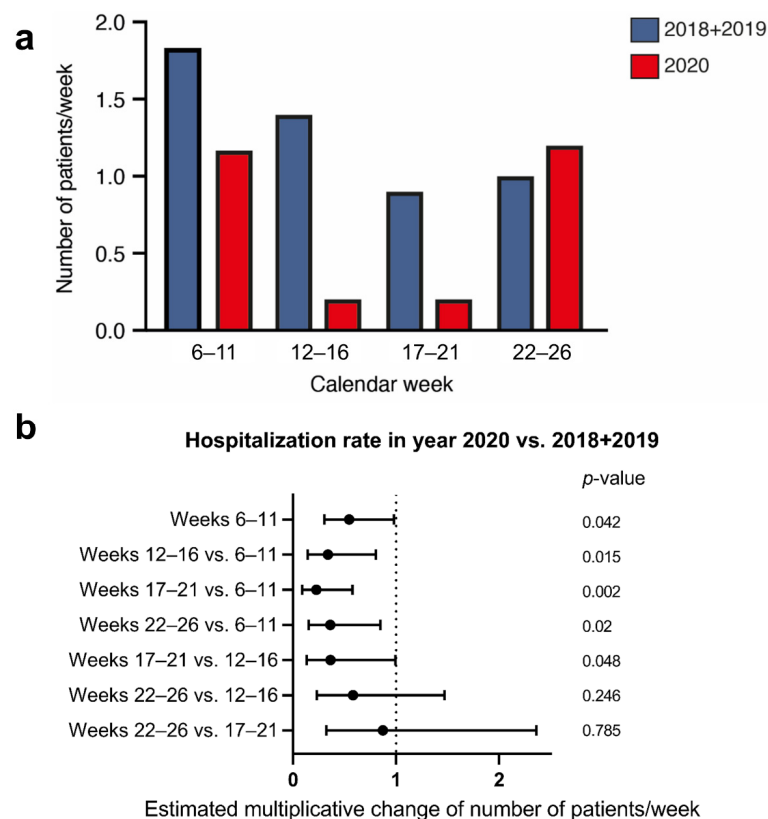 a
2018+2019
2020
Number of patients/week
2.0
1.5
1.0
0.5
0.0
6–11 12–16 17–21 22–26
Calendar week
b
Hospitalization rate in year 2020 vs. 2018+2019
p-value
Weeks 6–11 0.042
Weeks 12–16 vs. 6–11 0.015
Weeks 17–21 vs. 6–11 0.002
Weeks 22–26 vs. 6–11 0.02
Weeks 17–21 vs. 12–16 0.048
Weeks 22–26 vs. 12–16 0.246
Weeks 22–26 vs. 17–21 0.785
0 1 2
Estimated multiplicative change of number of patients/week